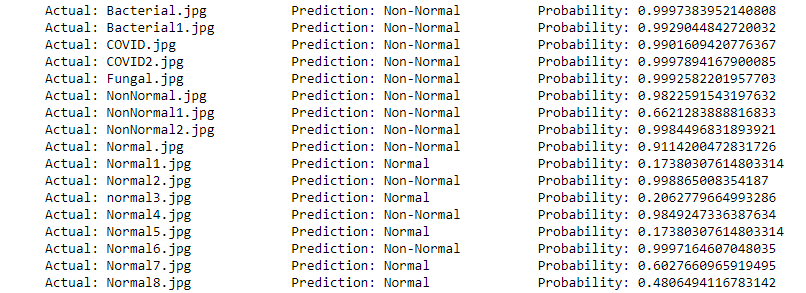 Actual: Bacterial.jpg Prediction: Non-Normal Probability: 0.9997383952140808
Actual: Bacterial1.jpg Prediction: Non-Normal Probability: 0.9929044842720032
Actual: COVID.jpg Prediction: Non-Normal Probability: 0.9901609420776367
Actual: COVID2.jpg Prediction: Non-Normal Probability: 0.9997894167900085
Actual: Fungal.jpg Prediction: Non-Normal Probability: 0.9992582201957703
Actual: NonNormal.jpg Prediction: Non-Normal Probability: 0.9822591543197632
Actual: NonNormal1.jpg Prediction: Non-Normal Probability: 0.6621283888816833
Actual: NonNormal2.jpg Prediction: Non-Normal Probability: 0.9984496831893921
Actual: Normal.jpg Prediction: Non-Normal Probability: 0.9114200472831726
Actual: Normal1.jpg Prediction: Normal Probability: 0.17380307614803314
Actual: Normal2.jpg Prediction: Non-Normal Probability: 0.998865008354187
Actual: normal3.jpg Prediction: Normal Probability: 0.2062779664993286
Actual: Normal4.jpg Prediction: Non-Normal Probability: 0.9849247336387634
Actual: Normal5.jpg Prediction: Normal Probability: 0.17380307614803314
Actual: Normal6.jpg Prediction: Non-Normal Probability: 0.9997164607048035
Actual: Normal7.jpg Prediction: Normal Probability: 0.6027660965919495
Actual: Normal8.jpg Prediction: Normal Probability: 0.4806494116783142